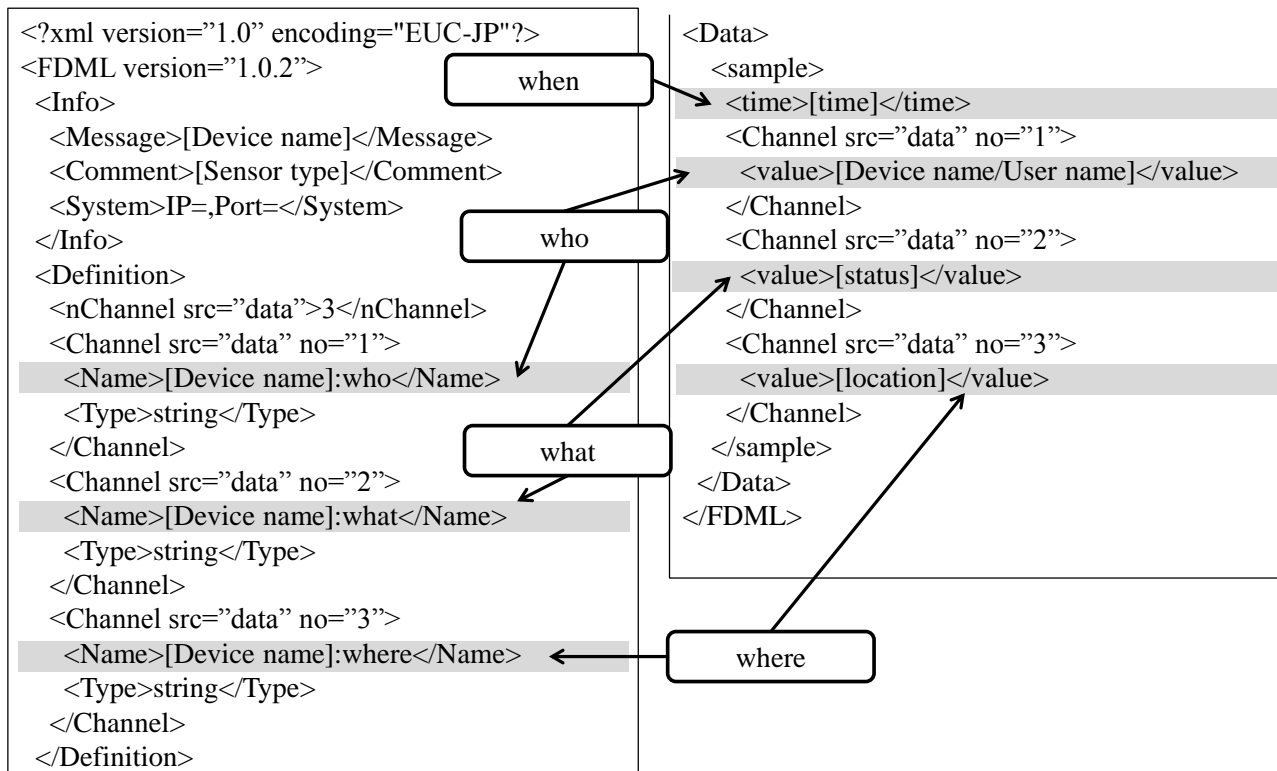 <?xml version=”1.0” encoding="EUC-JP"?>
<FDML version=”1.0.2”>
<Info>
<Message>[Device name]</Message>
<Comment>[Sensor type]</Comment>
<System>IP=,Port=</System>
</Info>
<Definition>
<nChannel src=”data”>3</nChannel>
<Channel src=”data” no=”1”>
<Name>[Device name]:who</Name>
<Type>string</Type>
</Channel>
<Channel src=”data” no=”2”>
<Name>[Device name]:what</Name>
<Type>string</Type>
</Channel>
<Channel src=”data” no=”3”>
<Name>[Device name]:where</Name>
<Type>string</Type>
</Channel>
</Definition>
when
who
what
where
<Data>
<sample>
<time>[time]</time>
<Channel src=”data” no=”1”>
<value>[Device name/User name]</value>
</Channel>
<Channel src=”data” no=”2”>
<value>[status]</value>
</Channel>
<Channel src=”data” no=”3”>
<value>[location]</value>
</Channel>
</sample>
</Data>
</FDML>